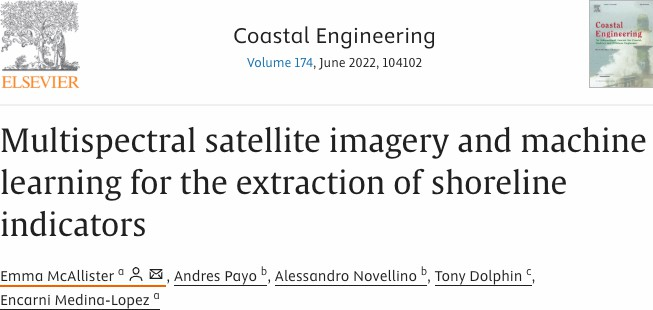 ELSEVIER
Coastal Engineering
Volume 174, June 2022, 104102
Coastal
Engineering
Multispectral satellite imagery and machine
learning for the extraction of shoreline
indicators
Emma McAllister a, Andres Payo b, Alessandro Novellino b, Tony Dolphin c,
Encarni Medina-Lopez a